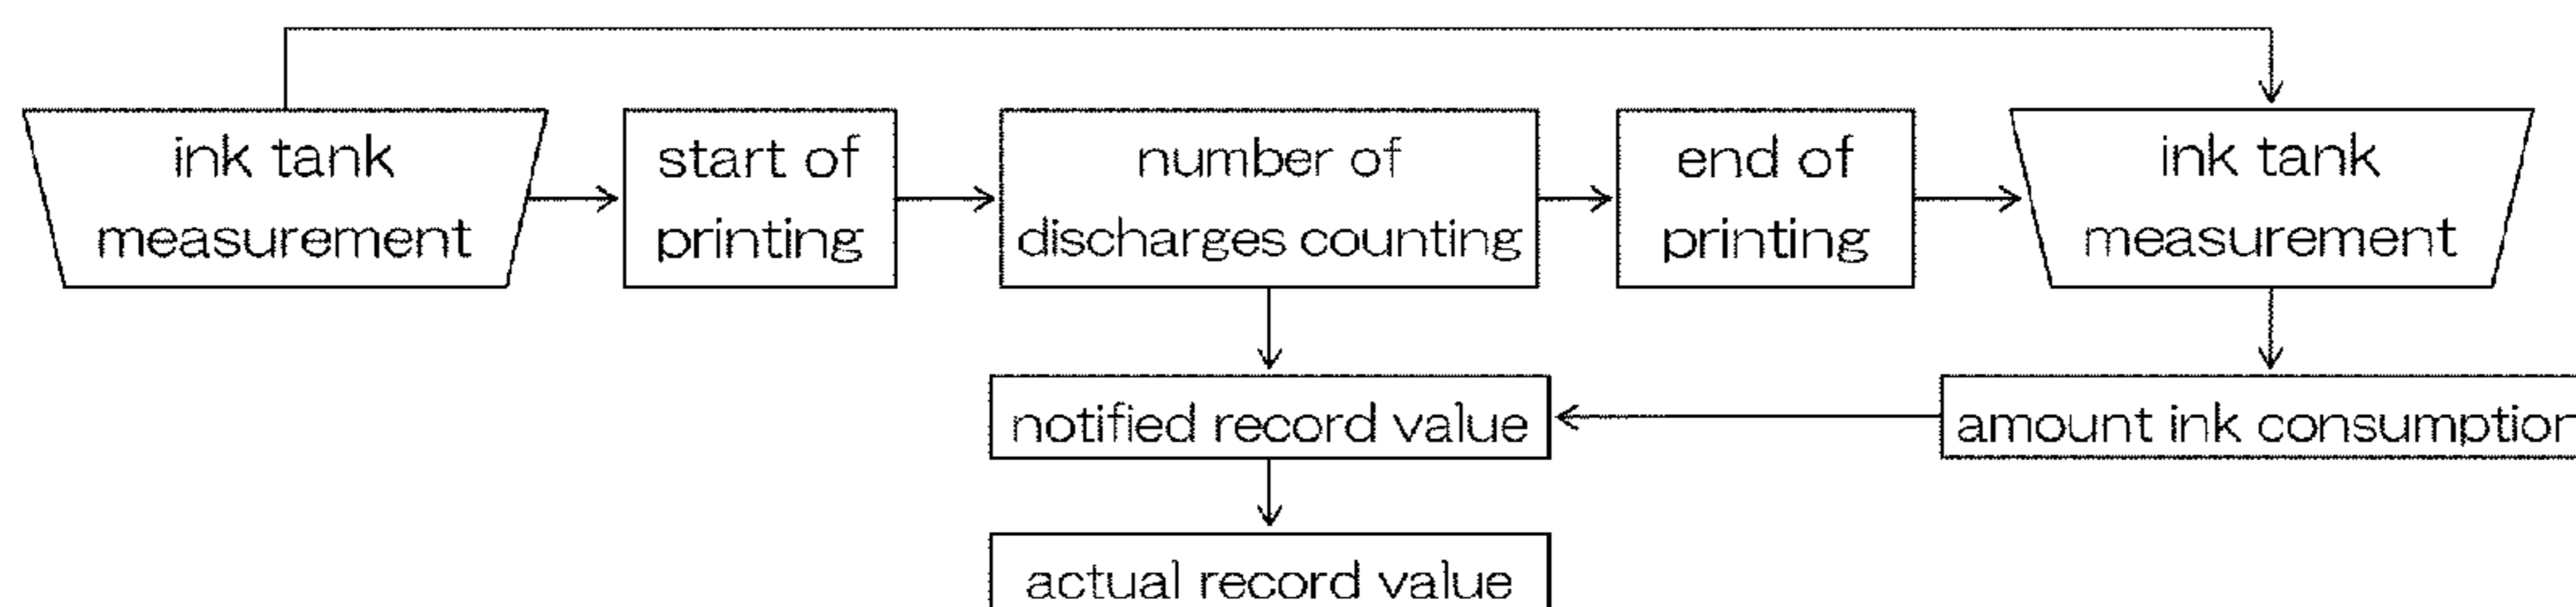 ink tank
measurement
start of
printing
number of
discharges counting
end of
printing
ink tank
measurement
notified record value
amount ink consumption
actual record value